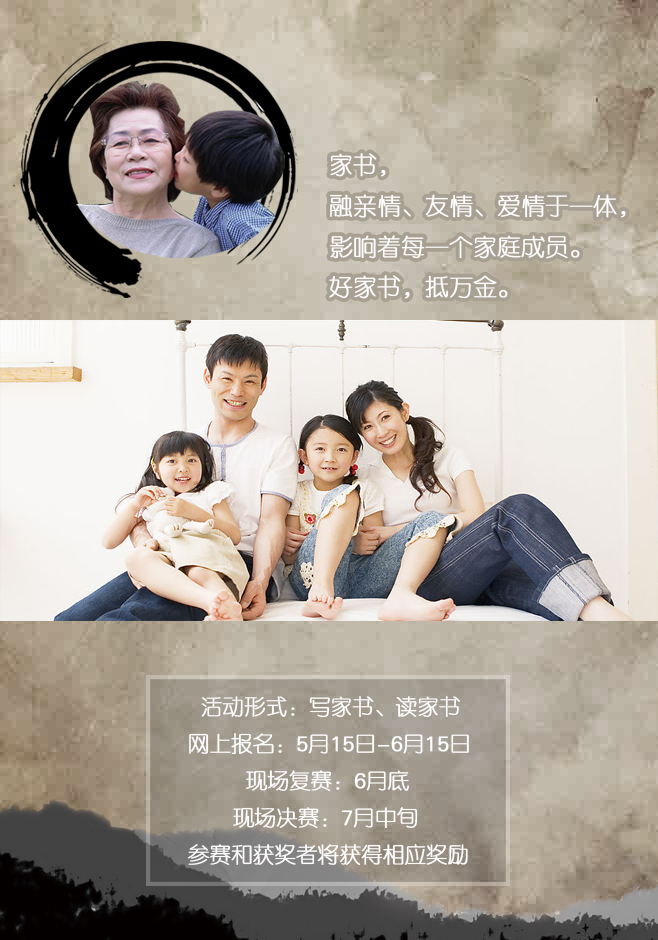 家书，
融亲情、友情、爱情于一体，
影响着每一个家庭成员。
好家书，抵万金。
活动形式：写家书、读家书
网上报名：5月15日-6月15日
现场复赛：6月底
现场决赛：7月中旬
参赛和获奖者将获得相应奖励